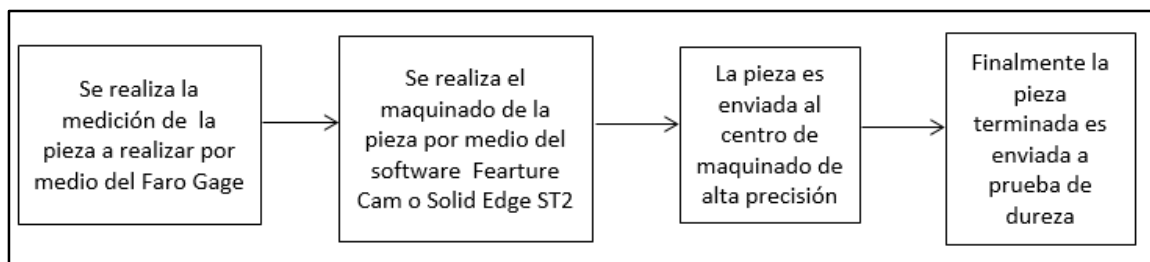 Se realiza la
medición de  la
pieza a realizar por
medio del Faro Gage
Se realiza el
maquinado de la
pieza por medio del
software  Fearture
Cam o Solid Edge ST2
La pieza es
enviada al
centro de
maquinado de
alta precisión
Finalmente la
pieza
terminada es
enviada a
prueba de
dureza